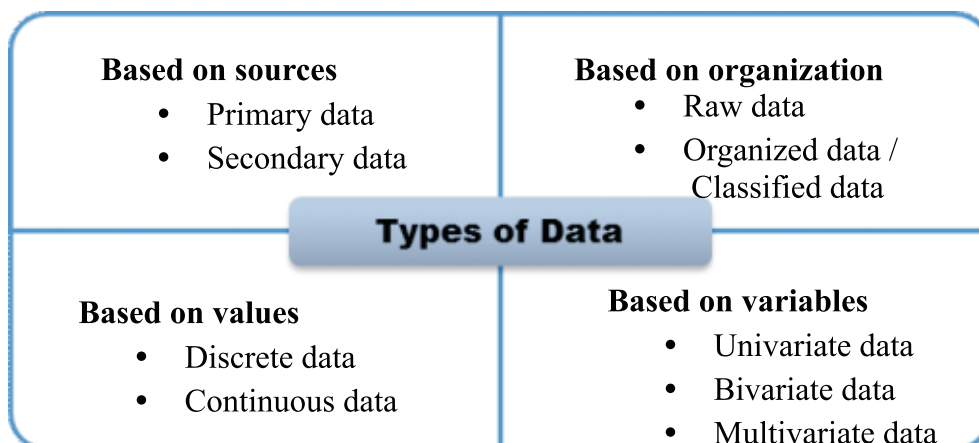 Based on sources
• Primary data
• Secondary data
Based on organization
• Raw data
• Organized data /
Classified data
Types of Data
Based on values
• Discrete data
• Continuous data
Based on variables
• Univariate data
• Bivariate data
• Multivariate data